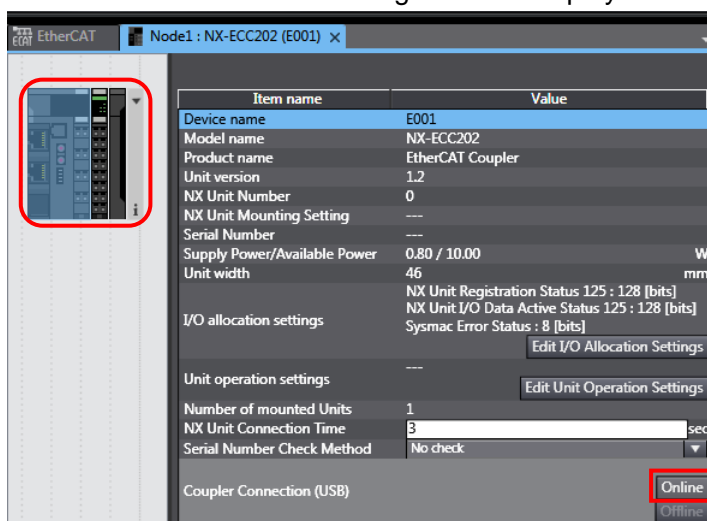 EtherCAT
Node1 : NX-ECC202 (E001) ×
Item name Value
Device name E001
Model name NX-ECC202
Product name EtherCAT Coupler
Unit version 1.2
NX Unit Number 0
NX Unit Mounting Setting ---
Serial Number ---
Supply Power/Available Power 0.80 / 10.00 W
Unit width 46 mm
I/O allocation settings
NX Unit Registration Status 125 : 128 [bits]
NX Unit I/O Data Active Status 125 : 128 [bits]
Sysmac Error Status : 8 [bits]
Edit I/O Allocation Settings
Unit operation settings ---
Edit Unit Operation Settings
Number of mounted Units 1
NX Unit Connection Time 3 sec
Serial Number Check Method No check
Coupler Connection (USB) Online
Offline